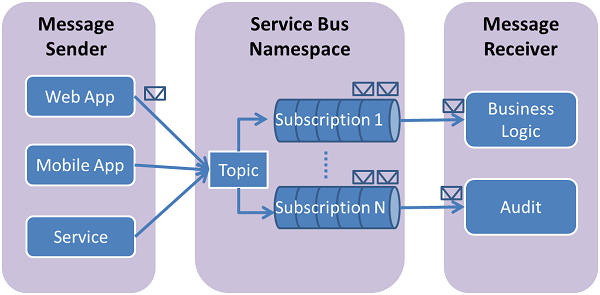 Message
Sender
Web App
Mobile App
Service
Service Bus
Namespace
Topic
Subscription 1
Subscription N
Message
Receiver
Business
Logic
Audit